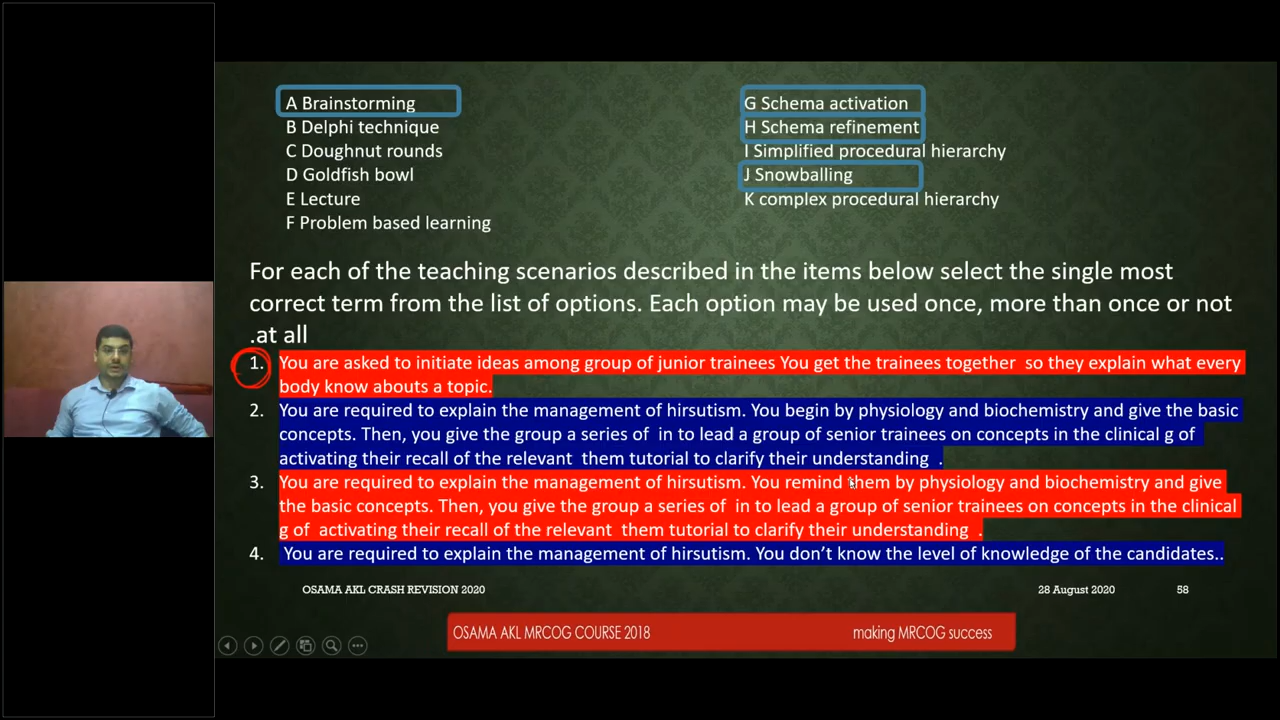 A Brainstorming
B Delphi technique
C Doughnut rounds
D Goldfish bowl
E Lecture
F Problem based learning
G Schema activation
H Schema refinement
I Simplified procedural hierarchy
J Snowballing
K complex procedural hierarchy
For each of the teaching scenarios described in the items below select the single most
correct term from the list of options. Each option may be used once, more than once or not
.at all
1. You are asked to initiate ideas among group of junior trainees You get the trainees together so they explain what every
body know abouts a topic.
2. You are required to explain the management of hirsutism. You begin by physiology and biochemistry and give the basic
concepts. Then, you give the group a series of in to lead a group of senior trainees on concepts in the clinical g of
activating their recall of the relevant them tutorial to clarify their understanding .
3. You are required to explain the management of hirsutism. You remind them by physiology and biochemistry and give
the basic concepts. Then, you give the group a series of in to lead a group of senior trainees on concepts in the clinical
g of activating their recall of the relevant them tutorial to clarify their understanding .
4. You are required to explain the management of hirsutism. You don't know the level of knowledge of the candidates..
OSAMA AKL CRASH REVISION 2020
28 August 2020
58
OSAMA AKL MRCOG COURSE 2018
making MRCOG success